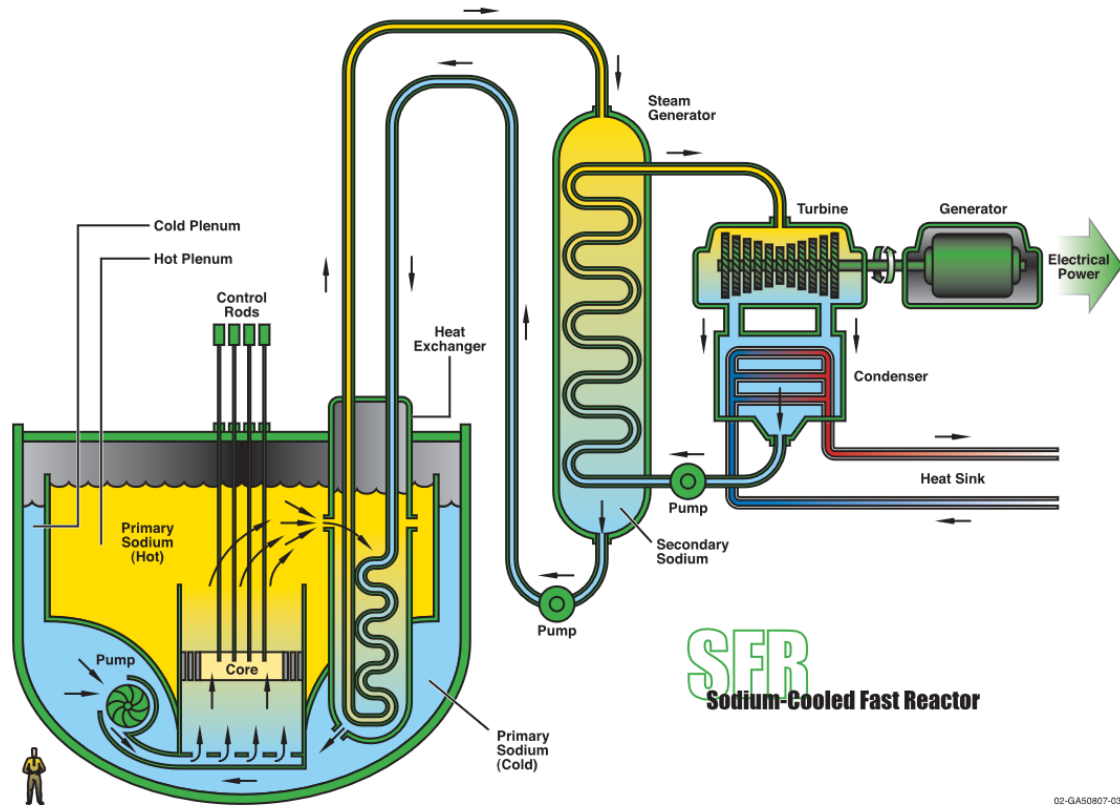 Steam
Generator
Cold Plenum
Hot Plenum
Control
Rods
Heat
Exchanger
Turbine
Generator
Electrical
Power
Condenser
Heat Sink
Pump
Secondary
Sodium
Pump
Primary
Sodium
(Hot)
Pump
Core
Primary
Sodium
(Cold)
SFR
Sodium-Cooled Fast Reactor
02-GA50807-03